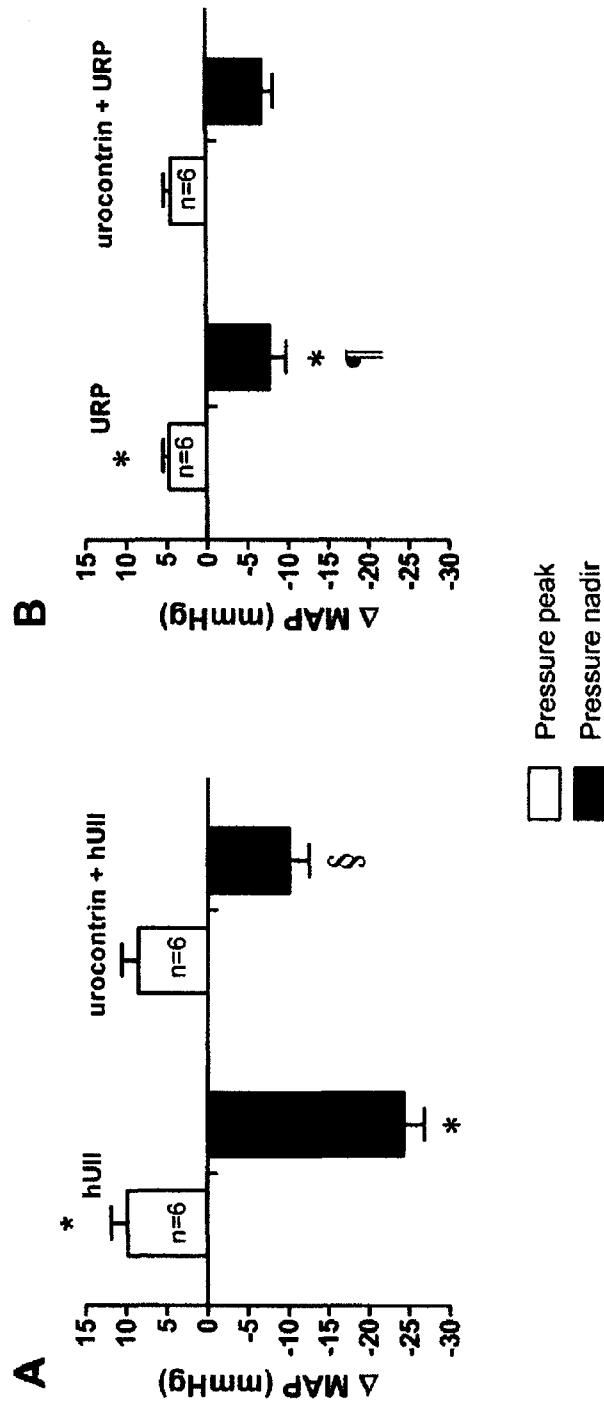 A
Δ MAP (mmHg)
15
10
5
0
-5
-10
-15
-20
-25
-30
hUII
urocontrin + hUII
*
n=6
n=6
*
§
B
Δ MAP (mmHg)
15
10
5
0
-5
-10
-15
-20
-25
-30
URP
urocontrin + URP
*
n=6
n=6
*
¶
Pressure peak
Pressure nadir